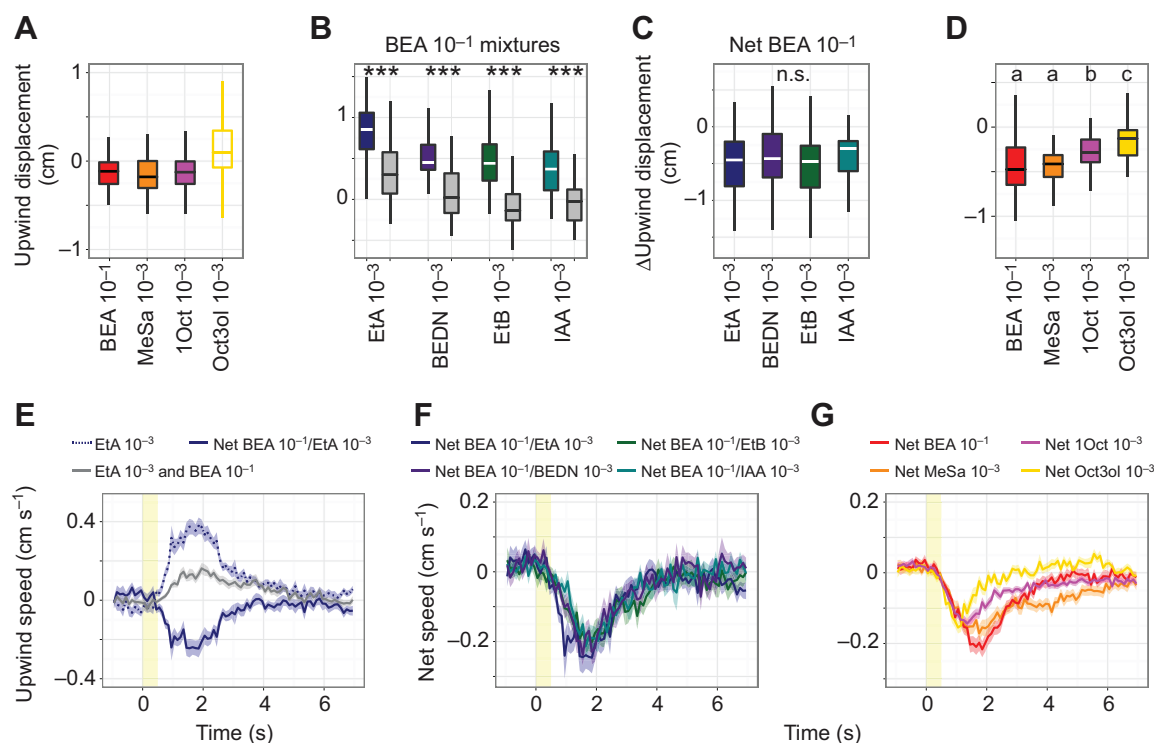 A
B
C
D
BEA 10⁻¹ mixtures
Net BEA 10⁻¹
Upwind displacement
(cm)
1
0
–1
BEA 10⁻¹
MeSa 10⁻³
1Oct 10⁻³
Oct3ol 10⁻³
*** *** *** ***
1
0
EtA 10⁻³
BEDN 10⁻³
EtB 10⁻³
IAA 10⁻³
ΔUpwind displacement
(cm)
n.s.
0
–1
EtA 10⁻³
BEDN 10⁻³
EtB 10⁻³
IAA 10⁻³
a a b c
0
–1
BEA 10⁻¹
MeSa 10⁻³
1Oct 10⁻³
Oct3ol 10⁻³
E
EtA 10⁻³ Net BEA 10⁻¹/EtA 10⁻³
EtA 10⁻³ and BEA 10⁻¹
Upwind speed (cm s⁻¹)
0.4
0
–0.4
0 2 4 6
Time (s)
F
Net BEA 10⁻¹/EtA 10⁻³ Net BEA 10⁻¹/EtB 10⁻³
Net BEA 10⁻¹/BEDN 10⁻³ Net BEA 10⁻¹/IAA 10⁻³
Net speed (cm s⁻¹)
0.2
0
–0.2
0 2 4 6
G
Net BEA 10⁻¹ Net 1Oct 10⁻³
Net MeSa 10⁻³ Net Oct3ol 10⁻³
0.2
0
–0.2
0 2 4 6
Time (s)